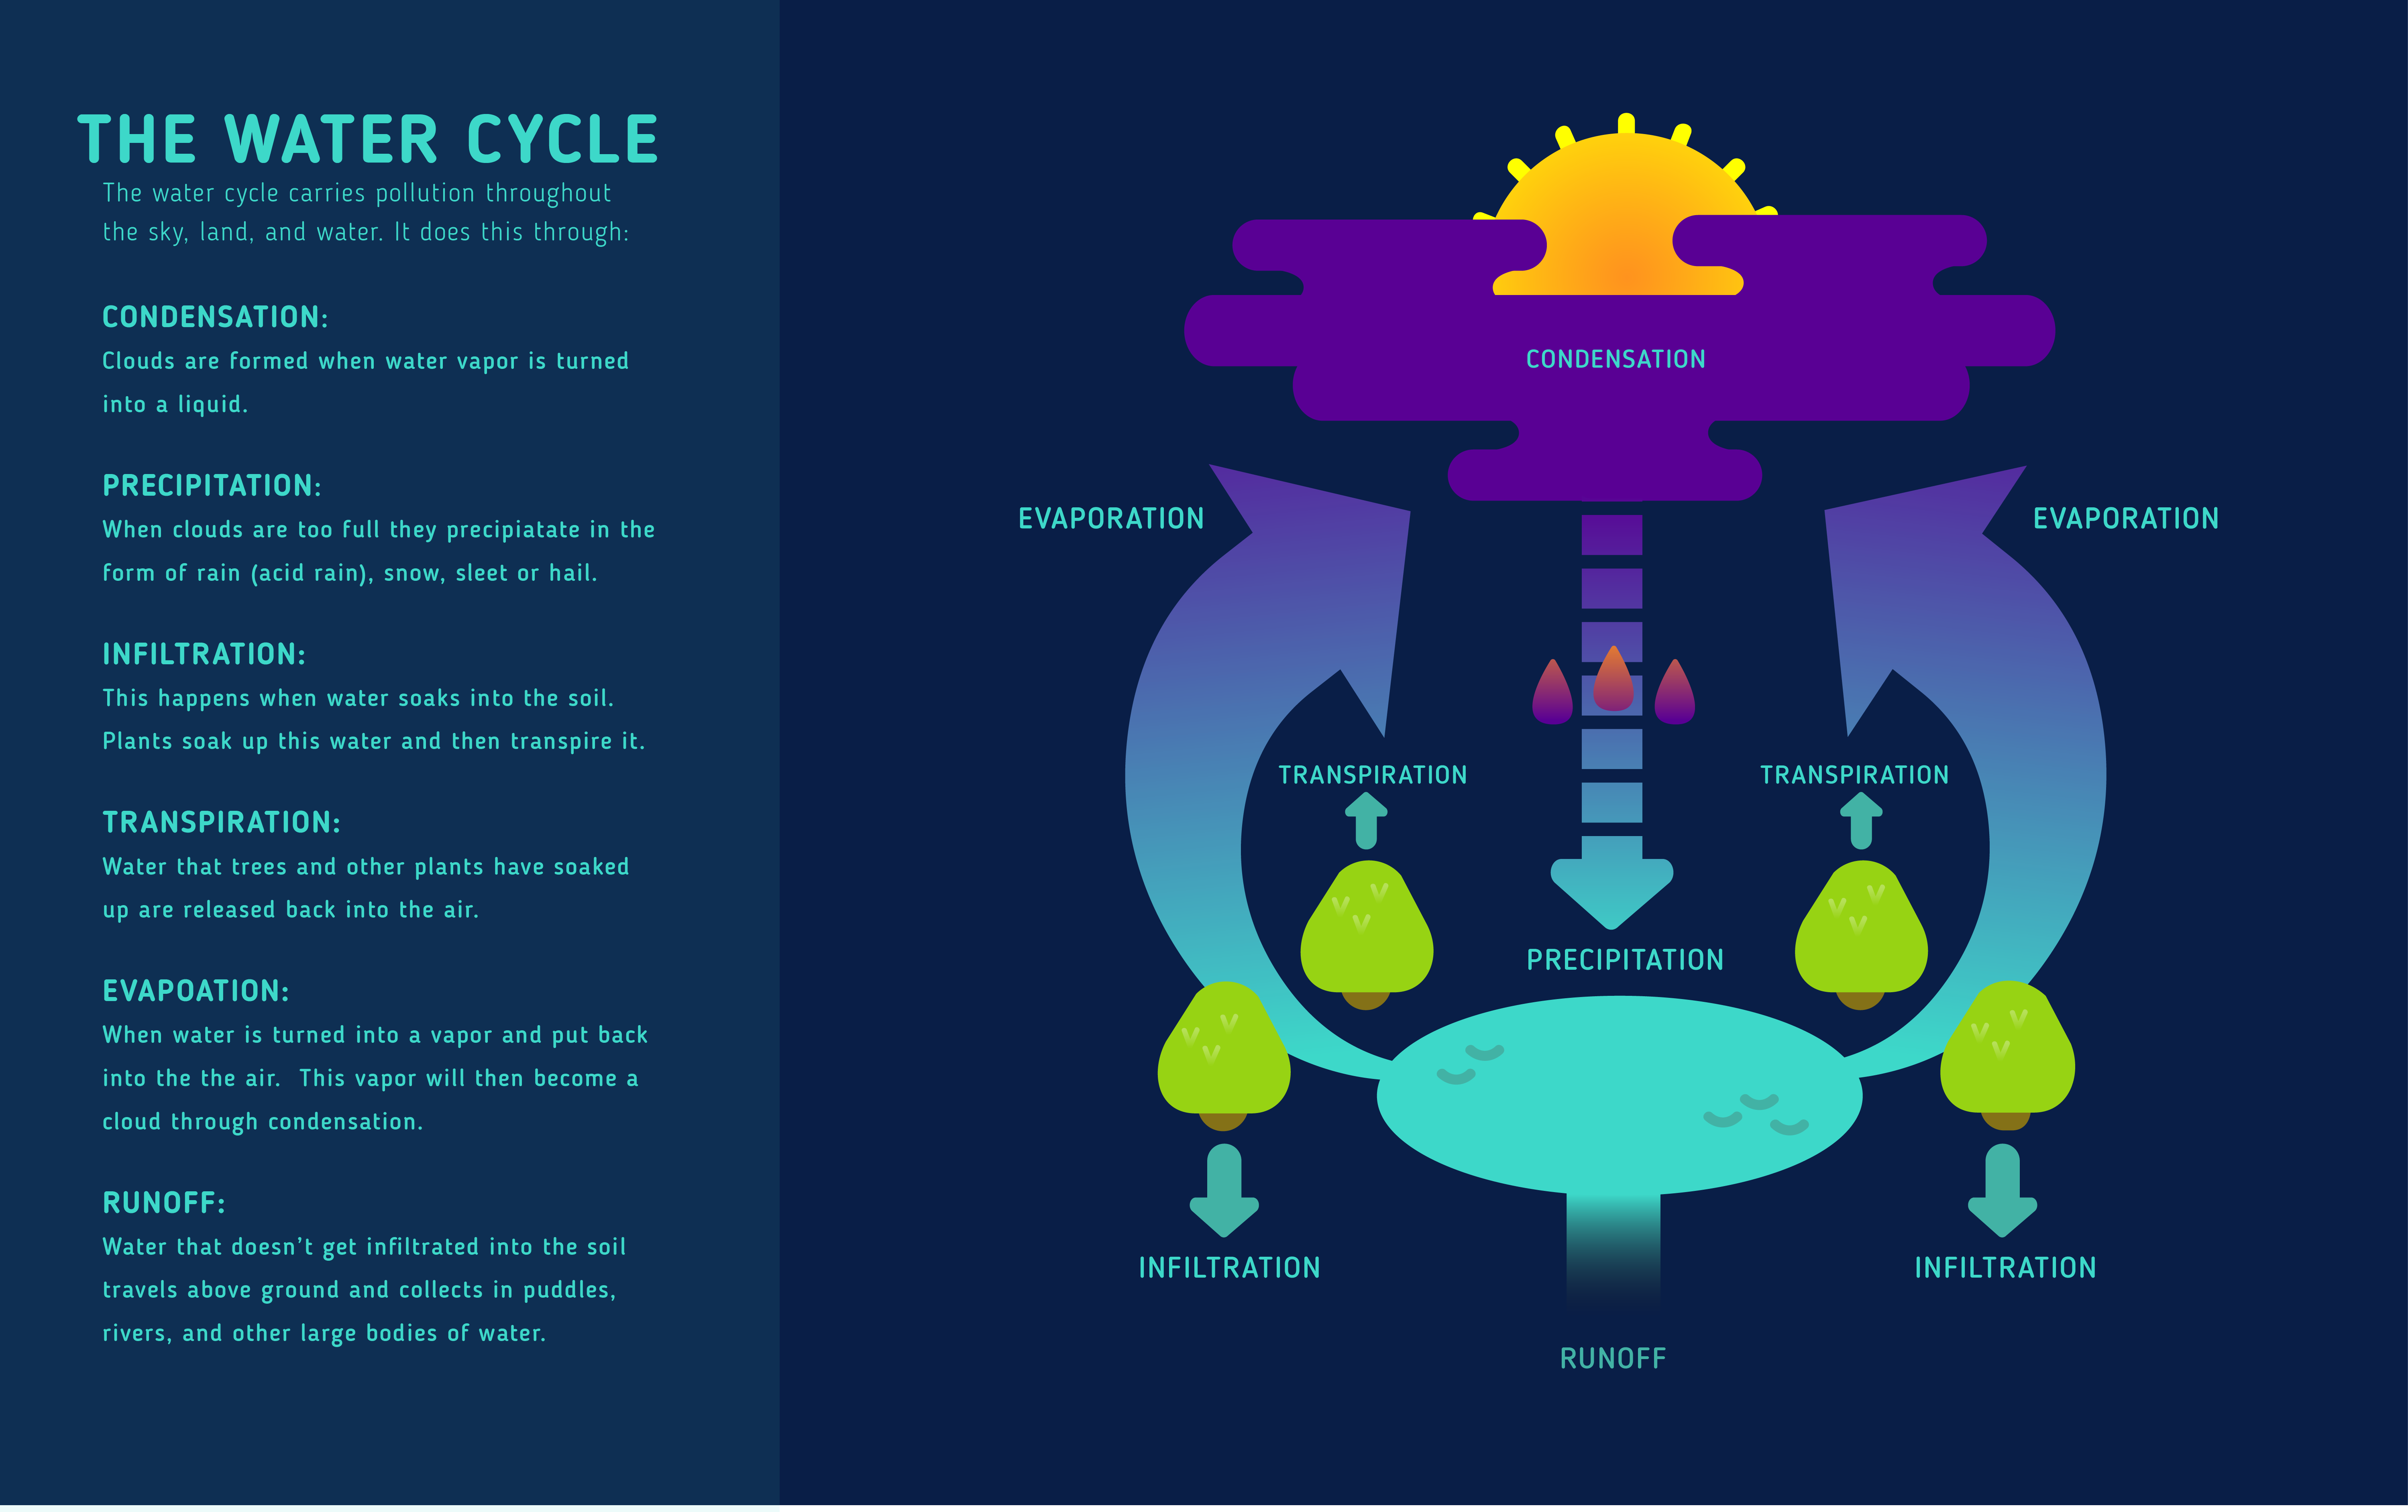 THE WATER CYCLE
The water cycle carries pollution throughout
the sky, land, and water. It does this through:
CONDENSATION:
Clouds are formed when water vapor is turned
into a liquid.
PRECIPITATION:
When clouds are too full they precipiatate in the
form of rain (acid rain), snow, sleet or hail.
INFILTRATION:
This happens when water soaks into the soil.
Plants soak up this water and then transpire it.
TRANSPIRATION:
Water that trees and other plants have soaked
up are released back into the air.
EVAPOATION:
When water is turned into a vapor and put back
into the the air.  This vapor will then become a
cloud through condensation.
RUNOFF:
Water that doesn’t get infiltrated into the soil
travels above ground and collects in puddles,
rivers, and other large bodies of water.
CONDENSATION
EVAPORATION
EVAPORATION
TRANSPIRATION
TRANSPIRATION
PRECIPITATION
INFILTRATION
INFILTRATION
RUNOFF